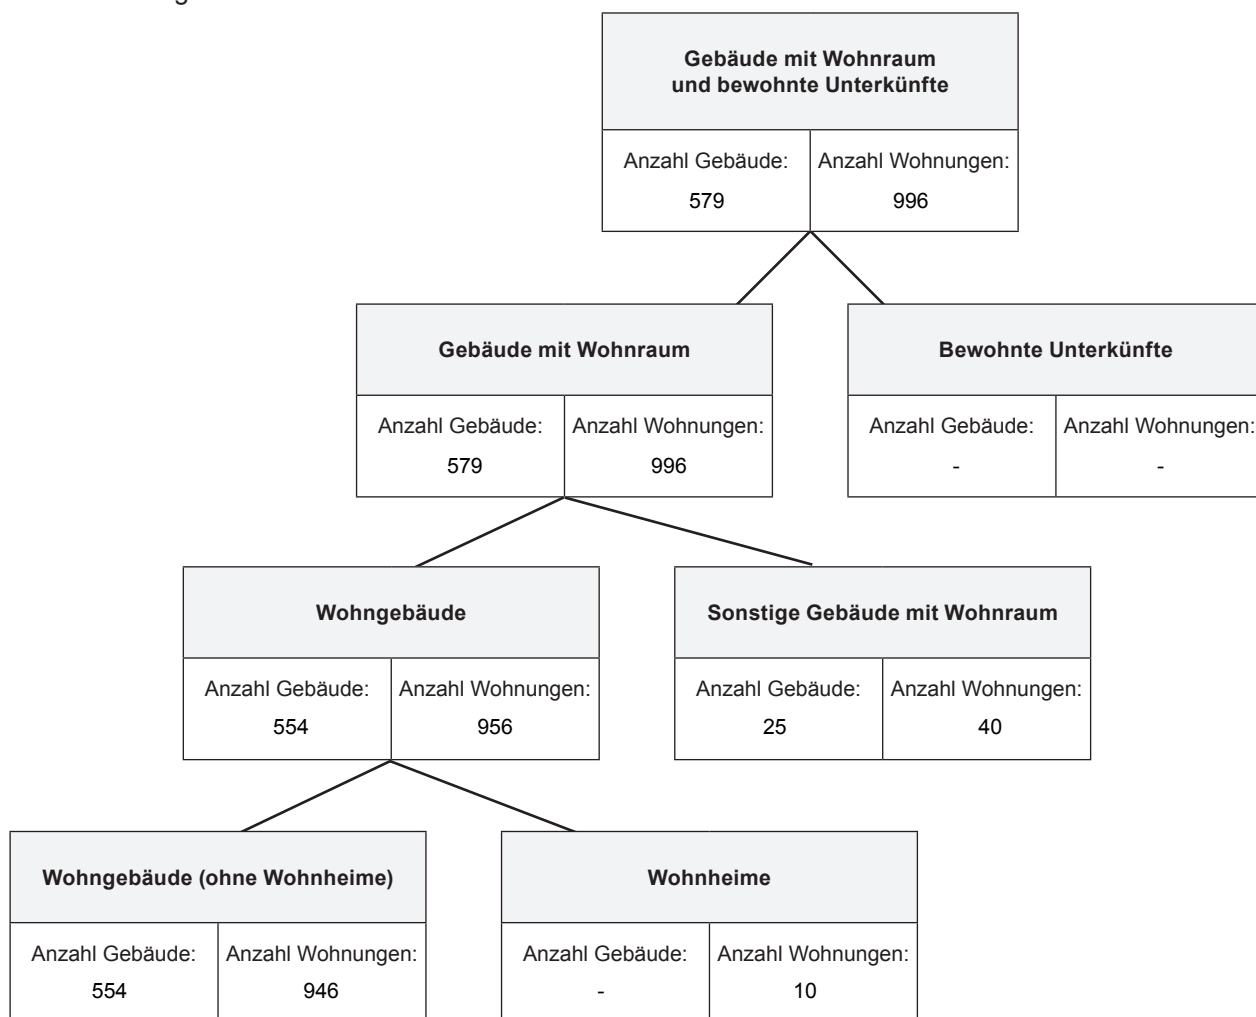 Gebäude mit Wohnraum
und bewohnte Unterkünfte
Anzahl Gebäude: Anzahl Wohnungen:
579 996
Gebäude mit Wohnraum
Anzahl Gebäude: Anzahl Wohnungen:
579 996
Bewohnte Unterkünfte
Anzahl Gebäude: Anzahl Wohnungen:
- -
Wohngebäude
Anzahl Gebäude: Anzahl Wohnungen:
554 956
Sonstige Gebäude mit Wohnraum
Anzahl Gebäude: Anzahl Wohnungen:
25 40
Wohngebäude (ohne Wohnheime)
Anzahl Gebäude: Anzahl Wohnungen:
554 946
Wohnheime
Anzahl Gebäude: Anzahl Wohnungen:
- 10